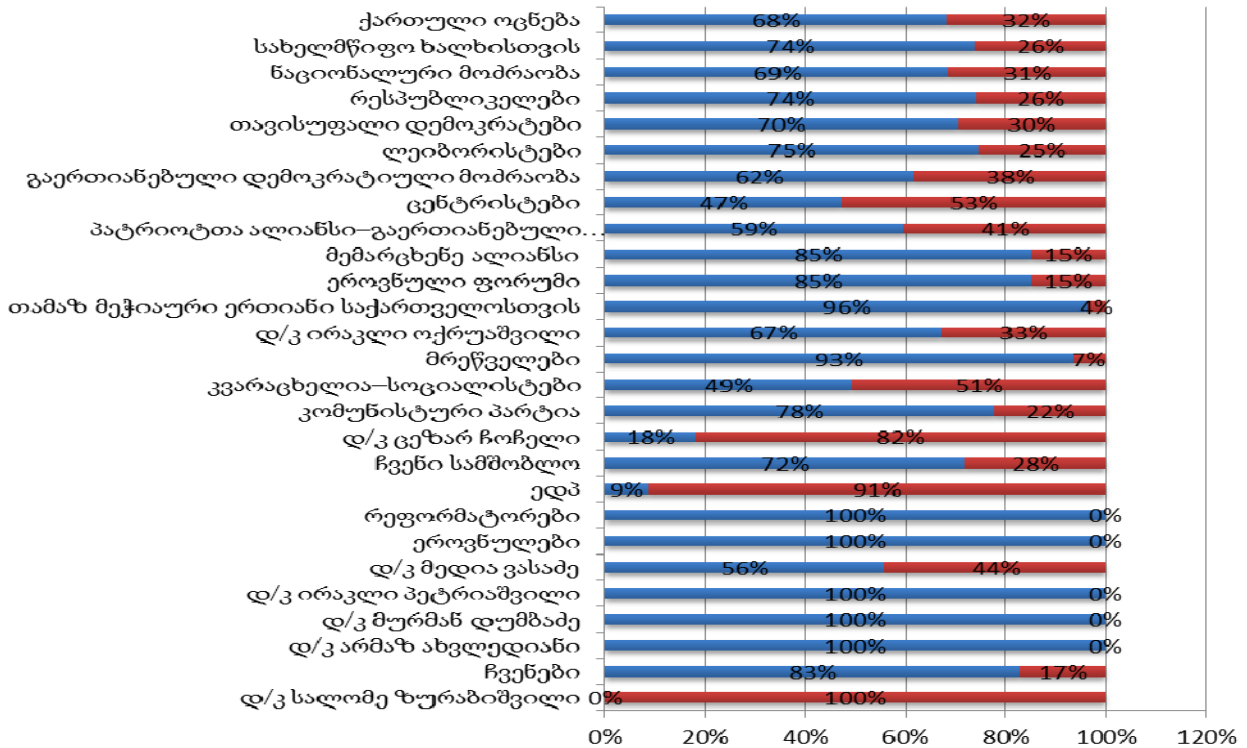 ქართული ოცნება 68% 32%
სახელმწიფო ხალხისთვის 74% 26%
ნაციონალური მოძრაობა 69% 31%
რესპუბლიკელები 74% 26%
თავისუფალი დემოკრატები 70% 30%
ლეიბორისტები 75% 25%
გაერთიანებული დემოკრატიული მოძრაობა 62% 38%
ცენტრისტები 47% 53%
პატრიოტთა ალიანსი–გაერთიანებული... 59% 41%
მემარცხენე ალიანსი 85% 15%
ეროვნული ფორუმი 85% 15%
თამაზ მეჭიაური ერთიანი საქართველოსთვის 96% 4%
დ/კ ირაკლი ოქრუაშვილი 67% 33%
მრეწველები 93% 7%
კვარაცხელია–სოციალისტები 49% 51%
კომუნისტური პარტია 78% 22%
დ/კ ცეზარ ჩოჩელი 18% 82%
ჩვენი სამშობლო 72% 28%
ედპ 9% 91%
რეფორმატორები 100% 0%
ეროვნულები 100% 0%
დ/კ მედია ვასაძე 56% 44%
დ/კ ირაკლი პეტრიაშვილი 100% 0%
დ/კ მურმან დუმბაძე 100% 0%
დ/კ არმაზ ახვლედიანი 100% 0%
ჩვენები 83% 17%
დ/კ სალომე ზურაბიშვილი 0% 100%
0% 20% 40% 60% 80% 100% 120%